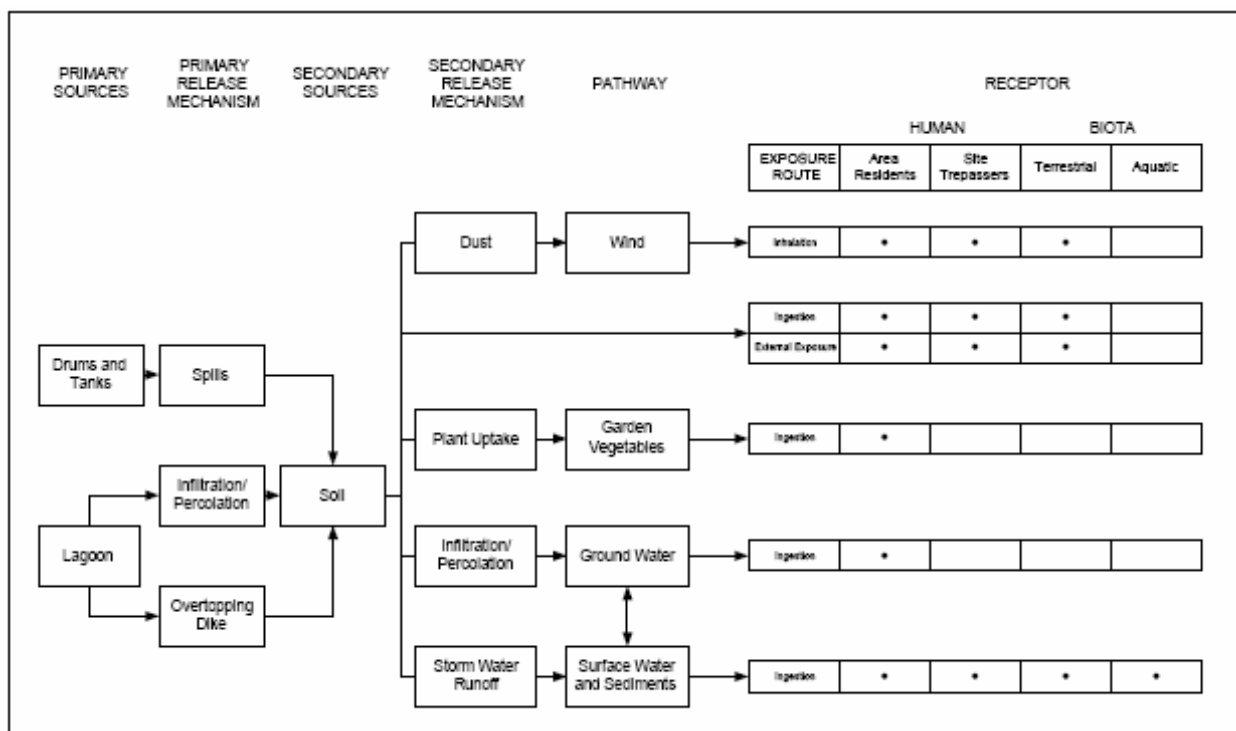 PRIMARY
SOURCES
PRIMARY
RELEASE
MECHANISM
SECONDARY
SOURCES
SECONDARY
RELEASE
MECHANISM
PATHWAY
RECEPTOR
HUMAN
BIOTA
EXPOSURE
ROUTE
Area
Residents
Site
Trepassers
Terrestrial
Aquatic
Dust
Wind
Inhalation
Ingestion
External Exposure
Drums and
Tanks
Spills
Plant Uptake
Garden
Vegetables
Ingestion
Infiltration/
Percolation
Soil
Lagoon
Infiltration/
Percolation
Ground Water
Ingestion
Overtopping
Dike
Storm Water
Runoff
Surface Water
and Sediments
Ingestion